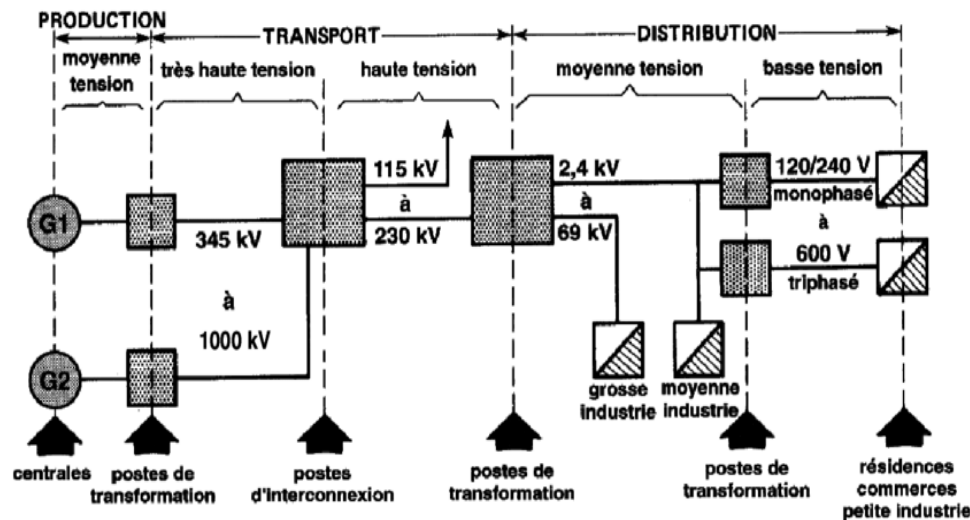 PRODUCTION
TRANSPORT
DISTRIBUTION
moyenne
tension
très haute tension
haute tension
moyenne tension
basse tension
115 kV
à
230 kV
2,4 kV
à
69 kV
120/240 V
monophasé
à
600 V
triphasé
G1
345 kV
à
1000 kV
G2
grosse
industrie
moyenne
industrie
centrales
postes de
transformation
postes
d'interconnexion
postes de
transformation
postes de
transformation
résidences
commerces
petite industrie